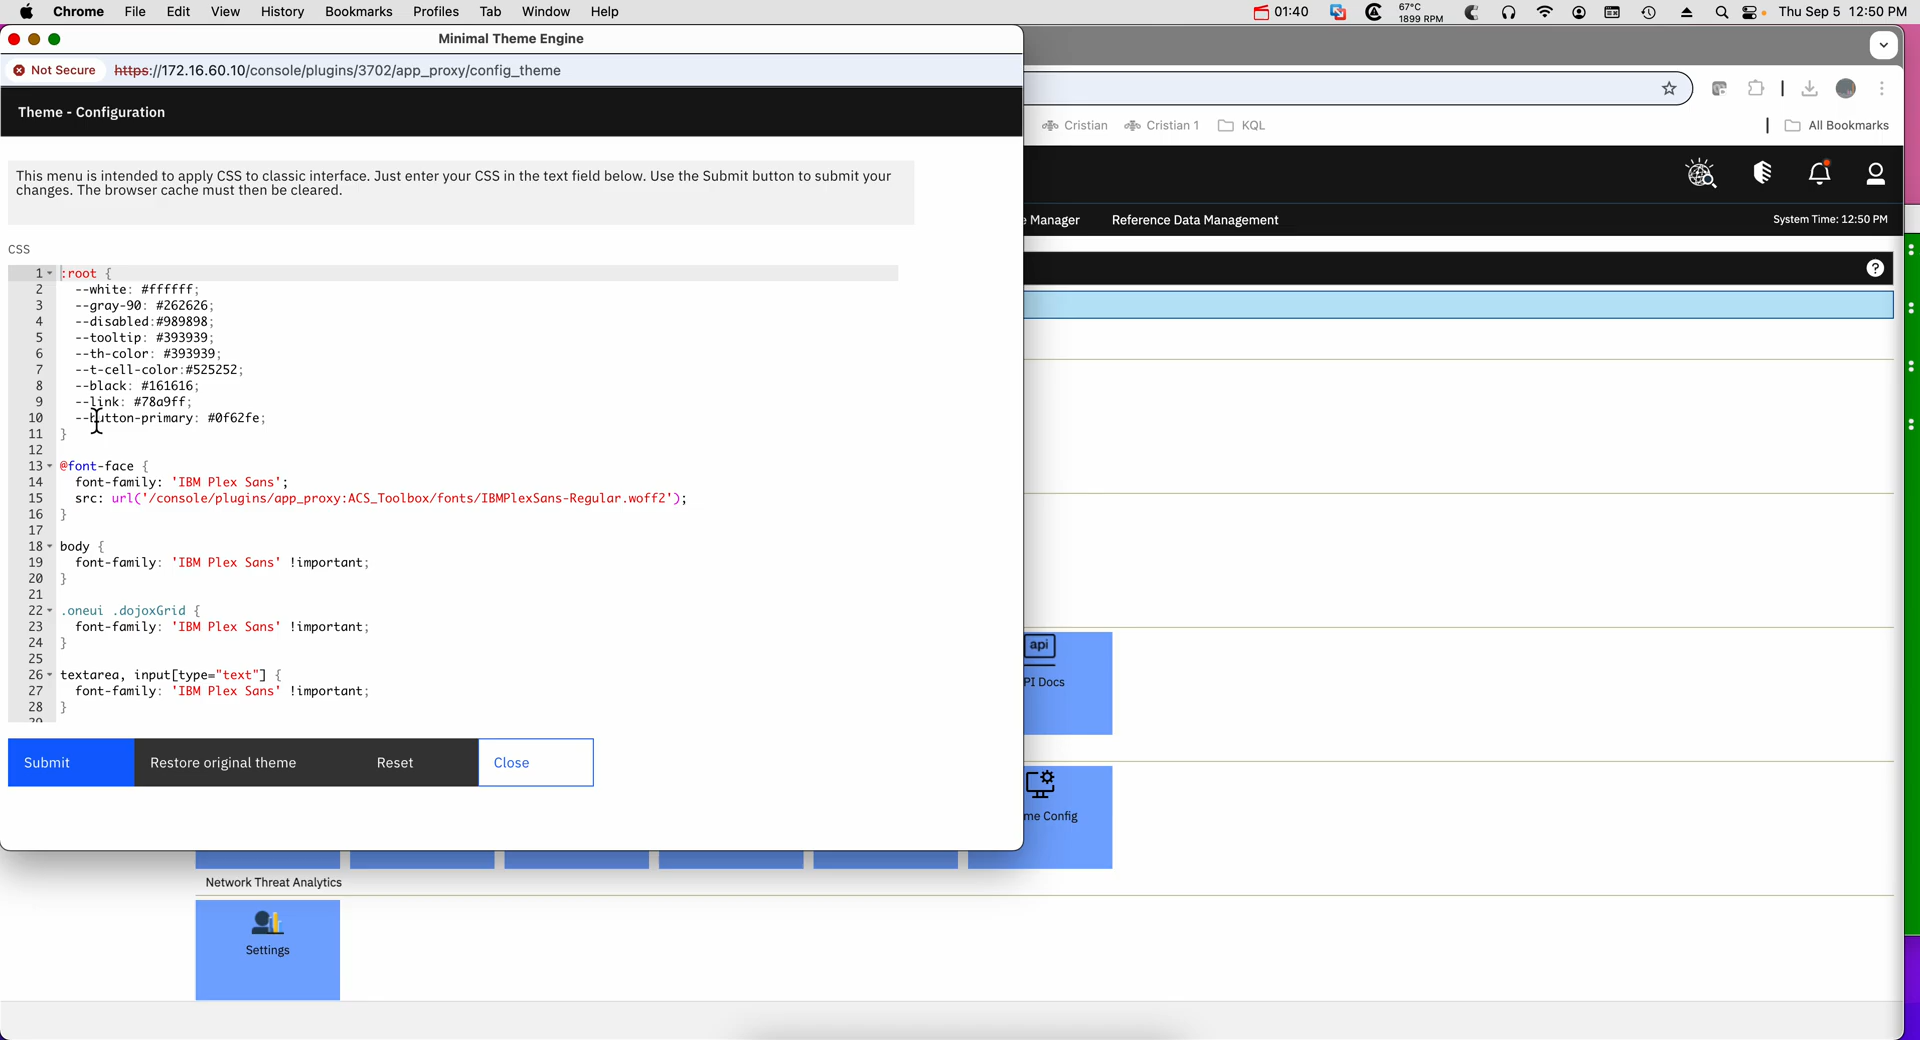 Chrome File Edit View History Bookmarks Profiles Tab Window Help
01:40
67°C
1899 RPM
Thu Sep 5 12:50 PM
Minimal Theme Engine
Not Secure https://172.16.60.10/console/plugins/3702/app_proxy/config_theme
Theme - Configuration
This menu is intended to apply CSS to classic interface. Just enter your CSS in the text field below. Use the Submit button to submit your
changes. The browser cache must then be cleared.
CSS
1 :root {
2 --white: #ffffff;
3 --gray-90: #262626;
4 --disabled:#989898;
5 --tooltip: #393939;
6 --th-color: #393939;
7 --t-cell-color:#525252;
8 --black: #161616;
9 --link: #78a9ff;
10 --button-primary: #0f62fe;
11 }
12
13 @font-face {
14 font-family: 'IBM Plex Sans';
15 src: url('/console/plugins/app_proxy:ACS_Toolbox/fonts/IBMPlexSans-Regular.woff2');
16 }
17
18 body {
19 font-family: 'IBM Plex Sans' !important;
20 }
21
22 .oneui .dojoxGrid {
23 font-family: 'IBM Plex Sans' !important;
24 }
25
26 textarea, input[type="text"] {
27 font-family: 'IBM Plex Sans' !important;
28 }
29
Submit Restore original theme Reset Close
Cristian Cristian 1 KQL All Bookmarks
e Manager Reference Data Management System Time: 12:50 PM
api
PI Docs
me Config
Network Threat Analytics
Settings